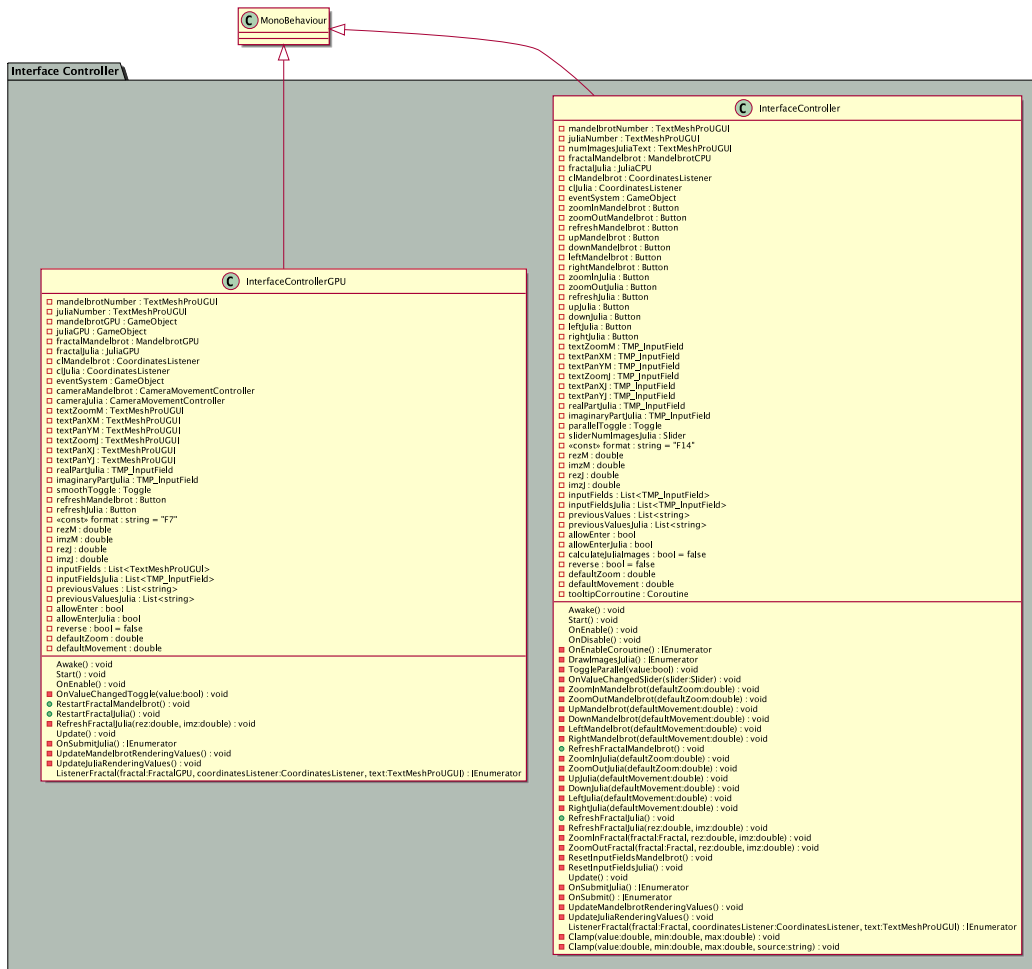 C MonoBehaviour
Interface Controller
C InterfaceController
mandelbrotNumber : TextMeshProUGUI
juliaNumber : TextMeshProUGUI
numImagesJuliaText : TextMeshProUGUI
fractalMandelbrot : MandelbrotCPU
fractalJulia : JuliaCPU
clMandelbrot : CoordinatesListener
clJulia : CoordinatesListener
eventSystem : GameObject
zoomInMandelbrot : Button
zoomOutMandelbrot : Button
refreshMandelbrot : Button
upMandelbrot : Button
downMandelbrot : Button
leftMandelbrot : Button
rightMandelbrot : Button
zoomInJulia : Button
zoomOutJulia : Button
refreshJulia : Button
upJulia : Button
downJulia : Button
leftJulia : Button
rightJulia : Button
textZoomM : TMP_InputField
textPanXM : TMP_InputField
textPanYM : TMP_InputField
textZoomJ : TMP_InputField
textPanXJ : TMP_InputField
textPanYJ : TMP_InputField
realPartJulia : TMP_InputField
imaginaryPartJulia : TMP_InputField
parallelToggle : Toggle
sliderNumImagesJulia : Slider
«const» format : string = "F14"
rezM : double
imzM : double
rezJ : double
imzJ : double
inputFields : List<TMP_InputField>
inputFieldsJulia : List<TMP_InputField>
previousValues : List<string>
previousValuesJulia : List<string>
allowEnter : bool
allowEnterJulia : bool
calculateJuliaImages : bool = false
reverse : bool = false
defaultZoom : double
defaultMovement : double
tooltipCorroutine : Coroutine
Awake() : void
Start() : void
OnEnable() : void
OnDisable() : void
OnEnableCoroutine() : IEnumerator
DrawImagesJulia() : IEnumerator
ToggleParallel(value:bool) : void
OnValueChangedSlider(slider:Slider) : void
ZoomInMandelbrot(defaultZoom:double) : void
ZoomOutMandelbrot(defaultZoom:double) : void
UpMandelbrot(defaultMovement:double) : void
DownMandelbrot(defaultMovement:double) : void
LeftMandelbrot(defaultMovement:double) : void
RightMandelbrot(defaultMovement:double) : void
RefreshFractalMandelbrot() : void
ZoomInJulia(defaultZoom:double) : void
ZoomOutJulia(defaultZoom:double) : void
UpJulia(defaultMovement:double) : void
DownJulia(defaultMovement:double) : void
LeftJulia(defaultMovement:double) : void
RightJulia(defaultMovement:double) : void
RefreshFractalJulia() : void
RefreshFractalJulia(rez:double, imz:double) : void
ZoomInFractal(fractal:Fractal, rez:double, imz:double) : void
ZoomOutFractal(fractal:Fractal, rez:double, imz:double) : void
ResetInputFieldsMandelbrot() : void
ResetInputFieldsJulia() : void
Update() : void
OnSubmitJulia() : IEnumerator
OnSubmit() : IEnumerator
UpdateMandelbrotRenderingValues() : void
UpdateJuliaRenderingValues() : void
ListenerFractal(fractal:Fractal, coordinatesListener:CoordinatesListener, text:TextMeshProUGUI) : IEnumerator
Clamp(value:double, min:double, max:double) : void
Clamp(value:double, min:double, max:double, source:string) : void
C InterfaceControllerGPU
mandelbrotNumber : TextMeshProUGUI
juliaNumber : TextMeshProUGUI
mandelbrotGPU : GameObject
juliaGPU : GameObject
fractalMandelbrot : MandelbrotGPU
fractalJulia : JuliaGPU
clMandelbrot : CoordinatesListener
clJulia : CoordinatesListener
eventSystem : GameObject
cameraMandelbrot : CameraMovementController
cameraJulia : CameraMovementController
textZoomM : TextMeshProUGUI
textPanXM : TextMeshProUGUI
textPanYM : TextMeshProUGUI
textZoomJ : TextMeshProUGUI
textPanXJ : TextMeshProUGUI
textPanYJ : TextMeshProUGUI
realPartJulia : TMP_InputField
imaginaryPartJulia : TMP_InputField
smoothToggle : Toggle
refreshMandelbrot : Button
refreshJulia : Button
«const» format : string = "F7"
rezM : double
imzM : double
rezJ : double
imzJ : double
inputFields : List<TextMeshProUGUI>
inputFieldsJulia : List<TMP_InputField>
previousValues : List<string>
previousValuesJulia : List<string>
allowEnter : bool
allowEnterJulia : bool
reverse : bool = false
defaultZoom : double
defaultMovement : double
Awake() : void
Start() : void
OnEnable() : void
OnValueChangedToggle(value:bool) : void
RestartFractalMandelbrot() : void
RestartFractalJulia() : void
RefreshFractalJulia(rez:double, imz:double) : void
Update() : void
OnSubmitJulia() : IEnumerator
UpdateMandelbrotRenderingValues() : void
UpdateJuliaRenderingValues() : void
ListenerFractal(fractal:FractalGPU, coordinatesListener:CoordinatesListener, text:TextMeshProUGUI) : IEnumerator